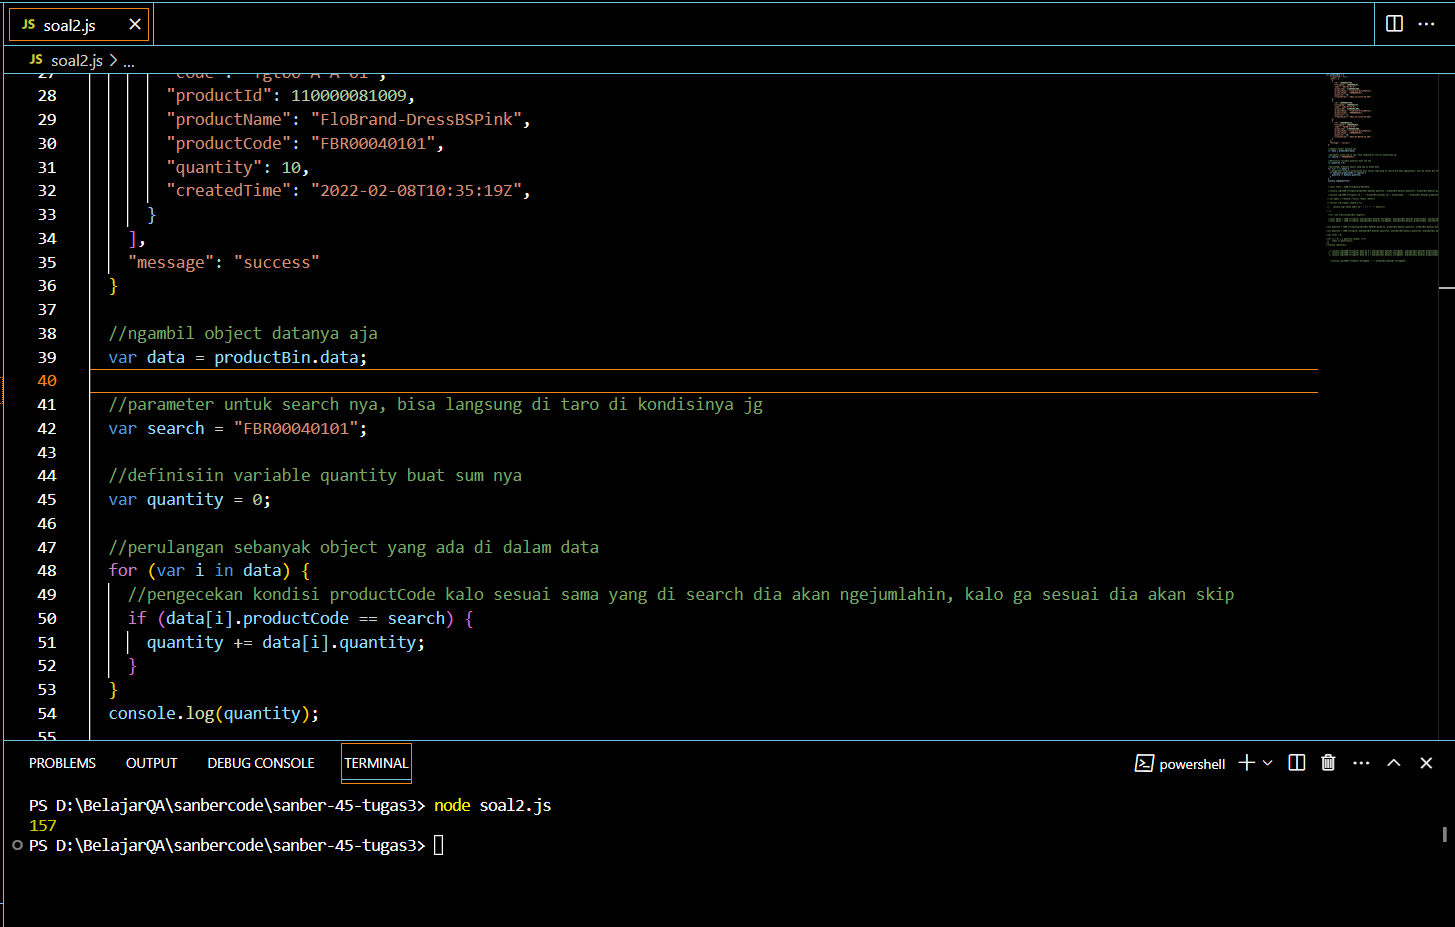 JS soal2.js
JS soal2.js > ...
28 "productId": 110000081009,
29 "productName": "FloBrand-DressBSPink",
30 "productCode": "FBR00040101",
31 "quantity": 10,
32 "createdTime": "2022-02-08T10:35:19Z",
33 }
34 ],
35 "message": "success"
36 }
37
38 //ngambil object datanya aja
39 var data = productBin.data;
40
41 //parameter untuk search nya, bisa langsung di taro di kondisinya jg
42 var search = "FBR00040101";
43
44 //definisiin variable quantity buat sum nya
45 var quantity = 0;
46
47 //perulangan sebanyak object yang ada di dalam data
48 for (var i in data) {
49 //pengecekan kondisi productCode kalo sesuai sama yang di search dia akan ngejumlahin, kalo ga sesuai dia akan skip
50 if (data[i].productCode == search) {
51 quantity += data[i].quantity;
52 }
53 }
54 console.log(quantity);
55
PROBLEMS OUTPUT DEBUG CONSOLE TERMINAL powershell
PS D:\BelajarQA\sanbercode\sanber-45-tugas3> node soal2.js
157
PS D:\BelajarQA\sanbercode\sanber-45-tugas3>